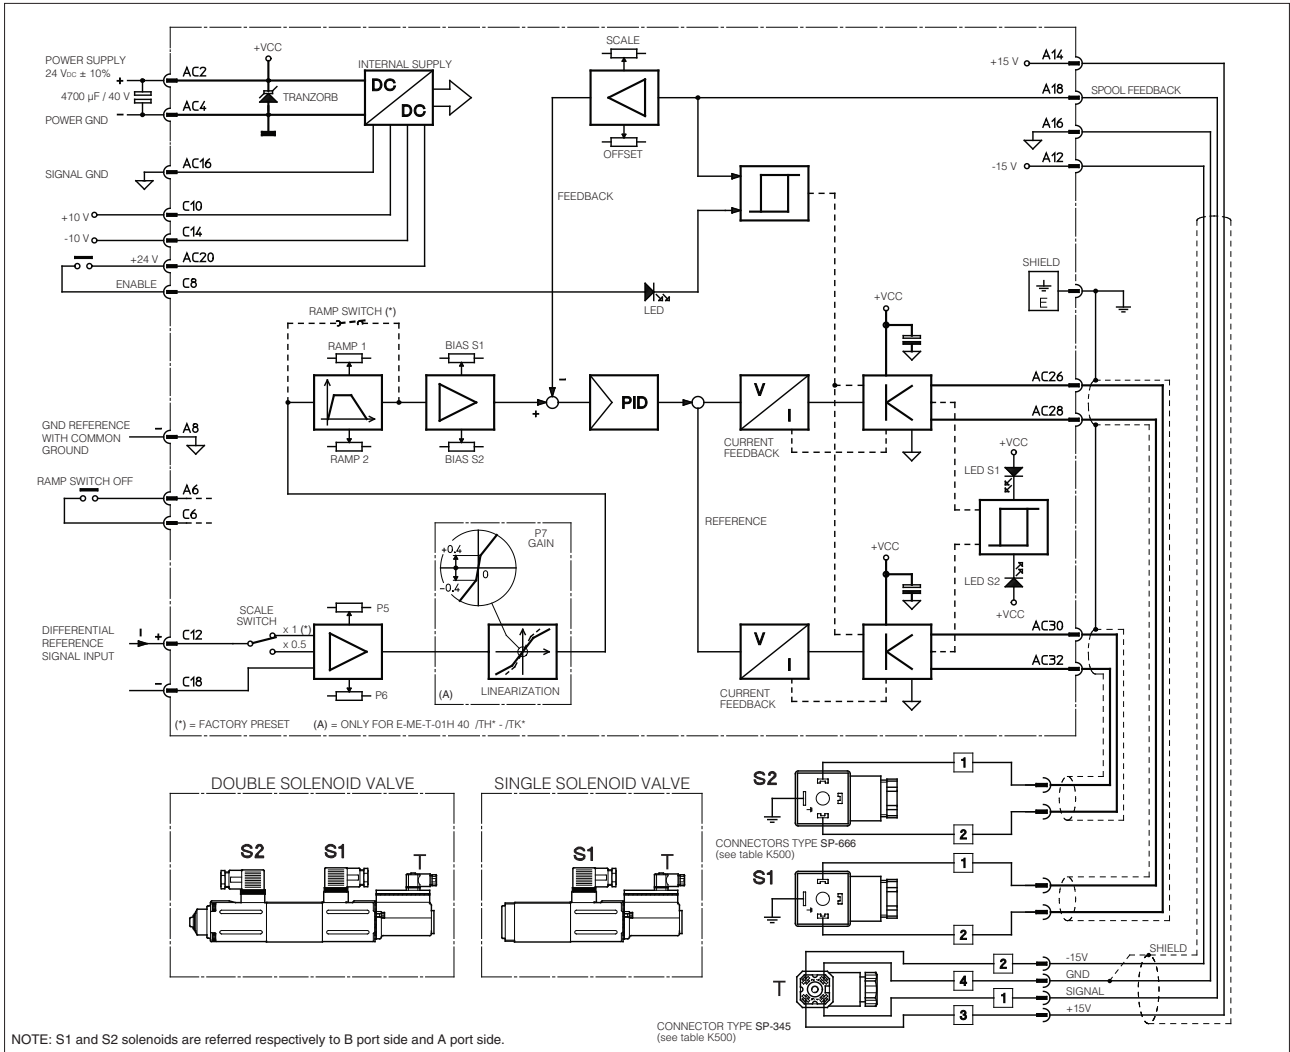 POWER SUPPLY
24 VDC ± 10%
+
4700 µF / 40 V
-
POWER GND
AC2
AC4
+VCC
TRANZORB
INTERNAL SUPPLY
DC
DC
SIGNAL GND
AC16
+10 V
C10
-10 V
C14
+24 V
AC20
ENABLE
C8
LED
SCALE
OFFSET
FEEDBACK
+15 V
A14
A18
SPOOL FEEDBACK
A16
-15 V
A12
SHIELD
E
RAMP SWITCH (*)
RAMP 1
RAMP 2
BIAS S1
BIAS S2
-
+
PID
V
I
CURRENT
FEEDBACK
+VCC
AC26
AC28
GND REFERENCE
WITH COMMON
GROUND
-
A8
RAMP SWITCH OFF
A6
C6
REFERENCE
+VCC
LED S1
LED S2
+VCC
P7
GAIN
+0.4
0
-0.4
LINEARIZATION
(A)
DIFFERENTIAL
REFERENCE
SIGNAL INPUT
I
+
C12
-
C18
SCALE
SWITCH
x 1 (*)
x 0.5
P5
P6
V
I
CURRENT
FEEDBACK
+VCC
AC30
AC32
(*) = FACTORY PRESET
(A) = ONLY FOR E-ME-T-01H 40 /TH* - /TK*
DOUBLE SOLENOID VALVE
S2
S1
T
SINGLE SOLENOID VALVE
S1
T
S2
1
2
CONNECTORS TYPE SP-666
(see table K500)
S1
1
2
T
2
-15V
4
GND
1
SIGNAL
3
+15V
SHIELD
CONNECTOR TYPE SP-345
(see table K500)
NOTE: S1 and S2 solenoids are referred respectively to B port side and A port side.